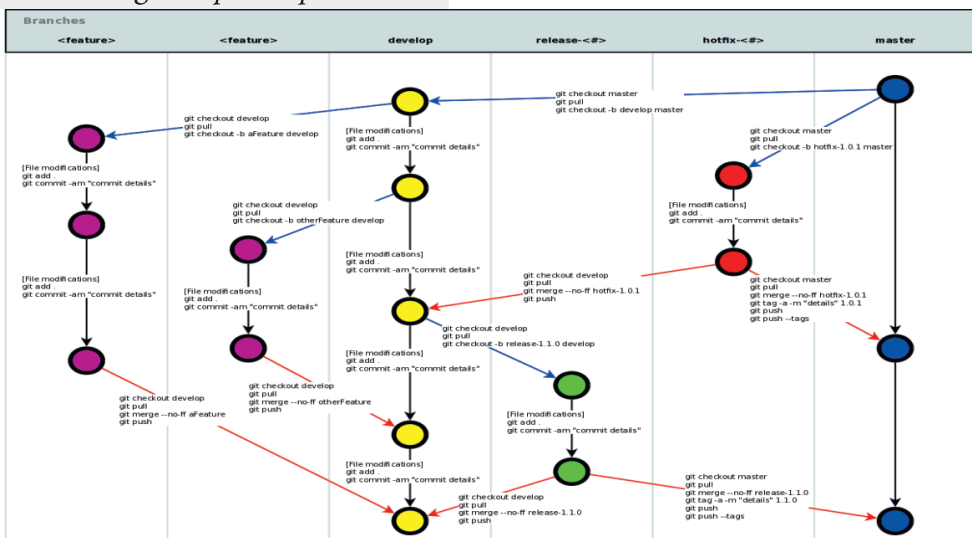 Branches
<feature>
<feature>
develop
release-<#>
hotfix-<#>
master
git checkout master
git pull
git checkout -b develop master
git checkout develop
git pull
git checkout -b aFeature develop
[File modifications]
git add .
git commit -am "commit details"
git checkout master
git pull
git checkout -b hotfix-1.0.1 master
[File modifications]
git add .
git commit -am "commit details"
git checkout develop
git pull
git checkout -b otherFeature develop
[File modifications]
git add .
git commit -am "commit details"
[File modifications]
git add .
git commit -am "commit details"
[File modifications]
git add .
git commit -am "commit details"
[File modifications]
git add .
git commit -am "commit details"
git checkout develop
git pull
git merge --no-ff hotfix-1.0.1
git push
git checkout master
git pull
git merge --no-ff hotfix-1.0.1
git tag -a -m "details" 1.0.1
git push
git push --tags
git checkout develop
git pull
git checkout -b release-1.1.0 develop
[File modifications]
git add .
git commit -am "commit details"
git checkout develop
git pull
git merge --no-ff otherFeature
git push
git checkout develop
git pull
git merge --no-ff aFeature
git push
[File modifications]
git add .
git commit -am "commit details"
[File modifications]
git add .
git commit -am "commit details"
git checkout master
git pull
git merge --no-ff release-1.1.0
git tag -a -m "details" 1.1.0
git push
git push --tags
git checkout develop
git pull
git merge --no-ff release-1.1.0
git push